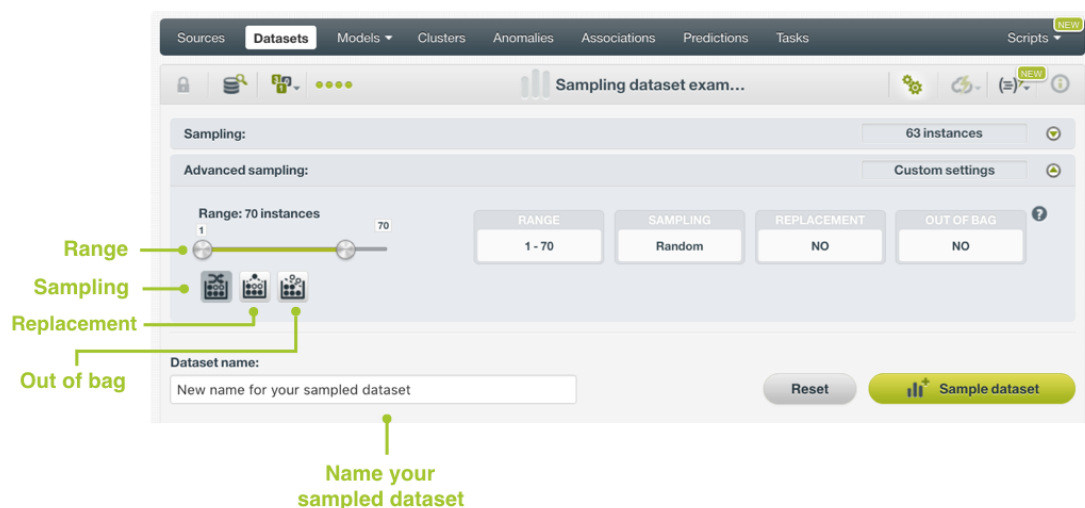 Sources Datasets Models Clusters Anomalies Associations Predictions Tasks Scripts NEW
Sampling dataset exam... (=) NEW
Sampling: 63 instances
Advanced sampling: Custom settings
Range: 70 instances
1 70
RANGE SAMPLING REPLACEMENT OUT OF BAG
1 - 70 Random NO NO
Range
Sampling
Replacement
Out of bag
Dataset name:
New name for your sampled dataset
Reset Sample dataset
Name your
sampled dataset